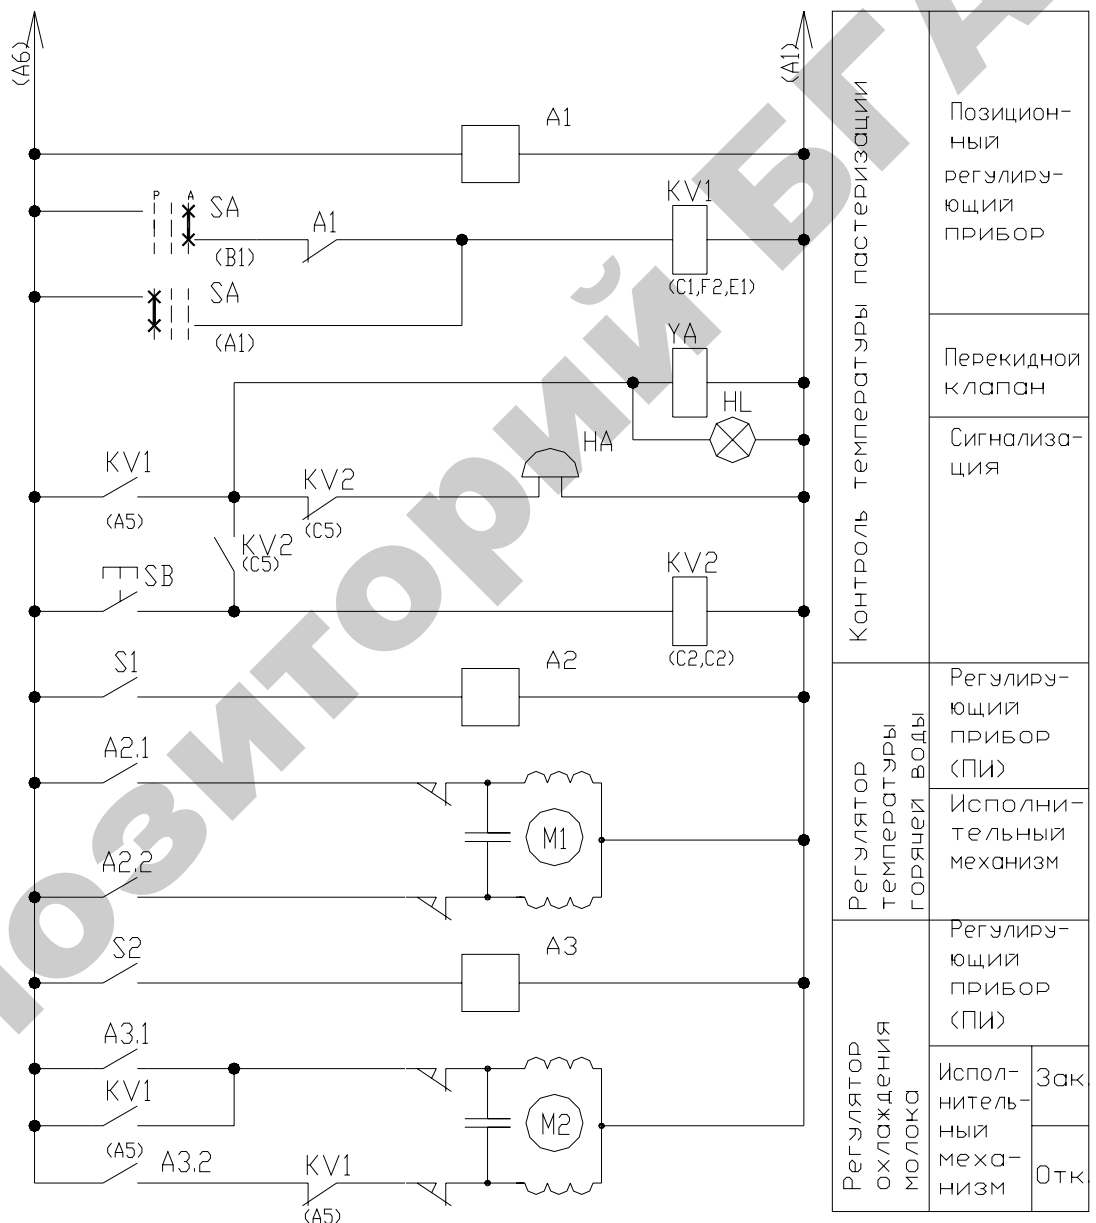 (A6)
(A1)
A1
P A
SA
(B1)
A1
KV1
(C1,F2,E1)
SA
(A1)
YA
HL
HA
KV1
(A5)
KV2
(C5)
KV2
(C5)
SB
KV2
(C2,C2)
S1
A2
A2.1
M1
A2.2
S2
A3
A3.1
KV1
(A5)
M2
A3.2
KV1
(A5)
Контроль температуры пастеризации
Позицион-
ный
регулиру-
ющий
прибор
Перекидной
клапан
Сигнализа-
ция
Регулятор
температуры
горячей воды
Регулиру-
ющий
прибор
(ПИ)
Исполни-
тельный
механизм
Регулятор
охлаждения
молока
Регулиру-
ющий
прибор
(ПИ)
Испол-
нитель-
ный
меха-
низм
Зак.
Отк.
позиторий БГА